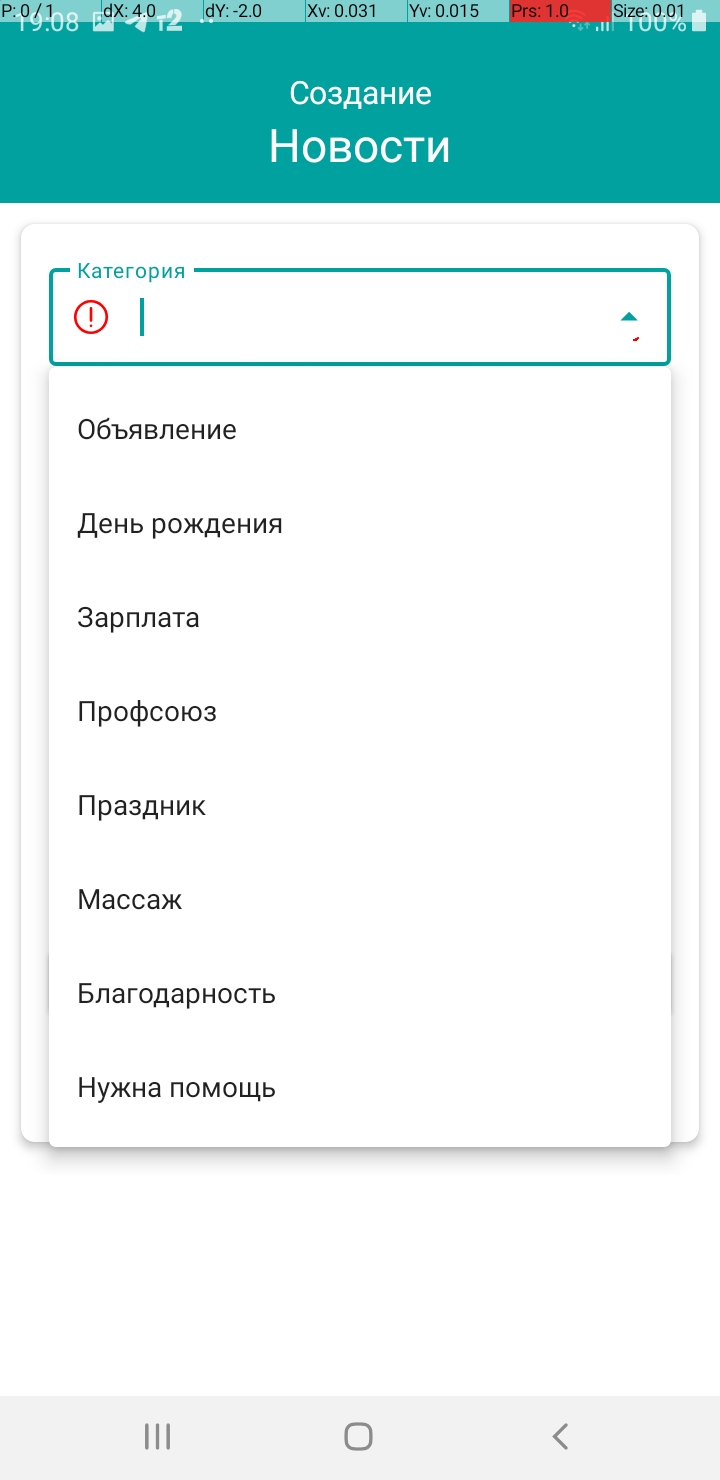 P: 0 / 1 dX: 4.0 dY: -2.0 Xv: 0.031 Yv: 0.015 Prs: 1.0 Size: 0.01
19:08 т2 100%
Создание
Новости
Категория
Объявление
День рождения
Зарплата
Профсоюз
Праздник
Массаж
Благодарность
Нужна помощь